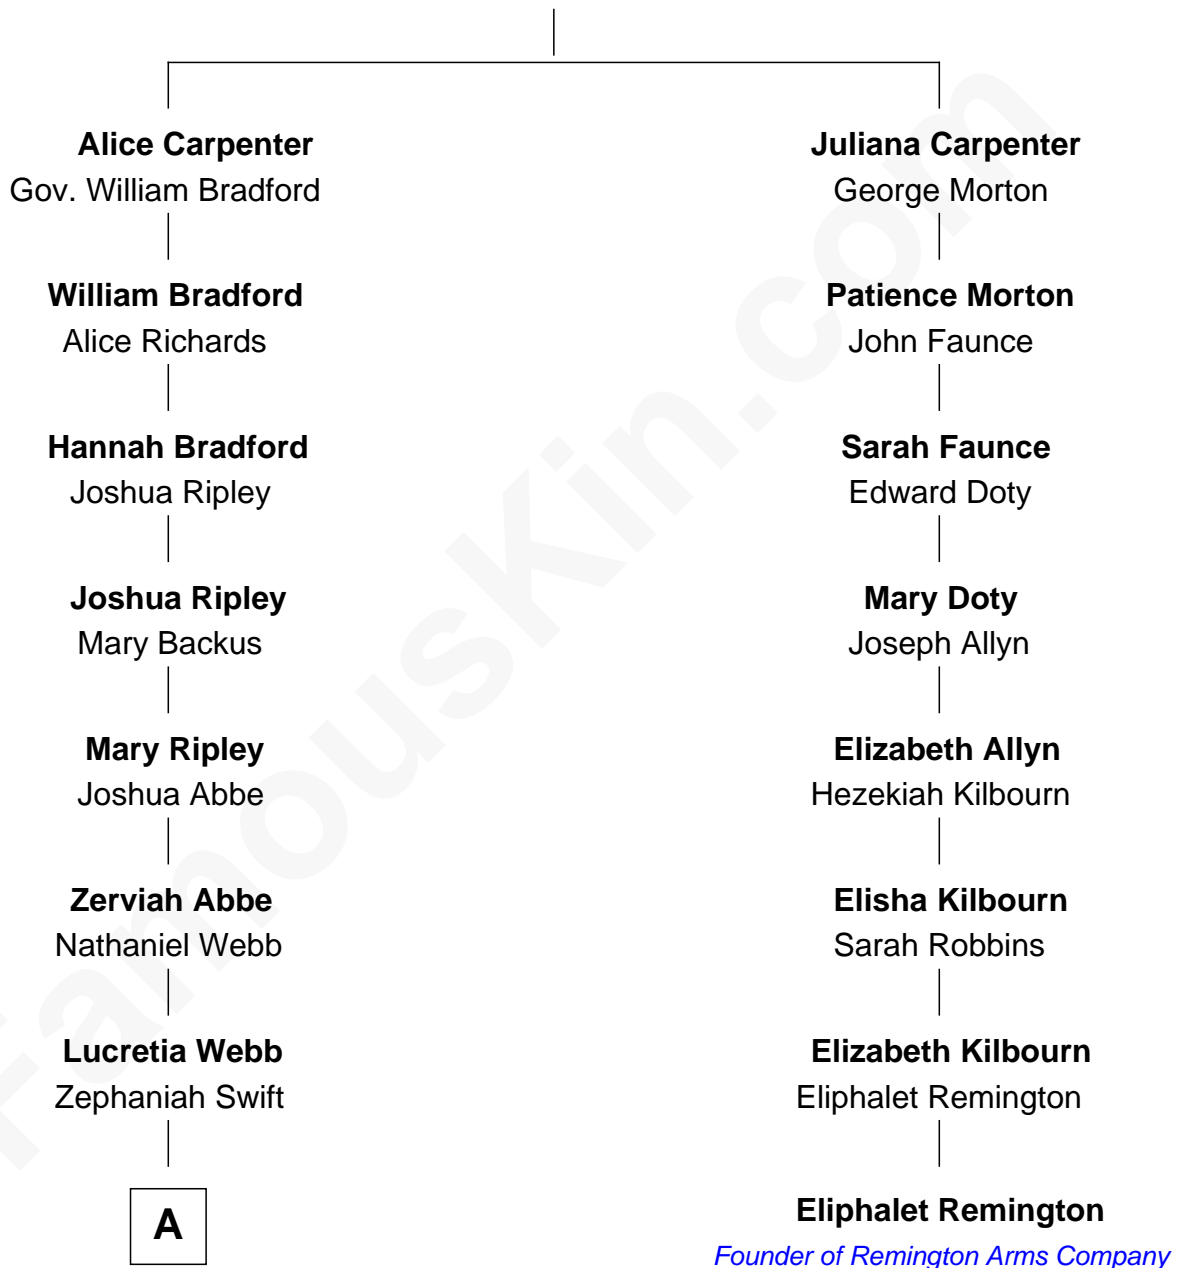 Alice Carpenter
Gov. William Bradford
William Bradford
Alice Richards
Hannah Bradford
Joshua Ripley
Joshua Ripley
Mary Backus
Mary Ripley
Joshua Abbe
Zerviah Abbe
Nathaniel Webb
Lucretia Webb
Zephaniah Swift
A
Juliana Carpenter
George Morton
Patience Morton
John Faunce
Sarah Faunce
Edward Doty
Mary Doty
Joseph Allyn
Elizabeth Allyn
Hezekiah Kilbourn
Elisha Kilbourn
Sarah Robbins
Elizabeth Kilbourn
Eliphalet Remington
Eliphalet Remington
Founder of Remington Arms Company
FamousKin.com